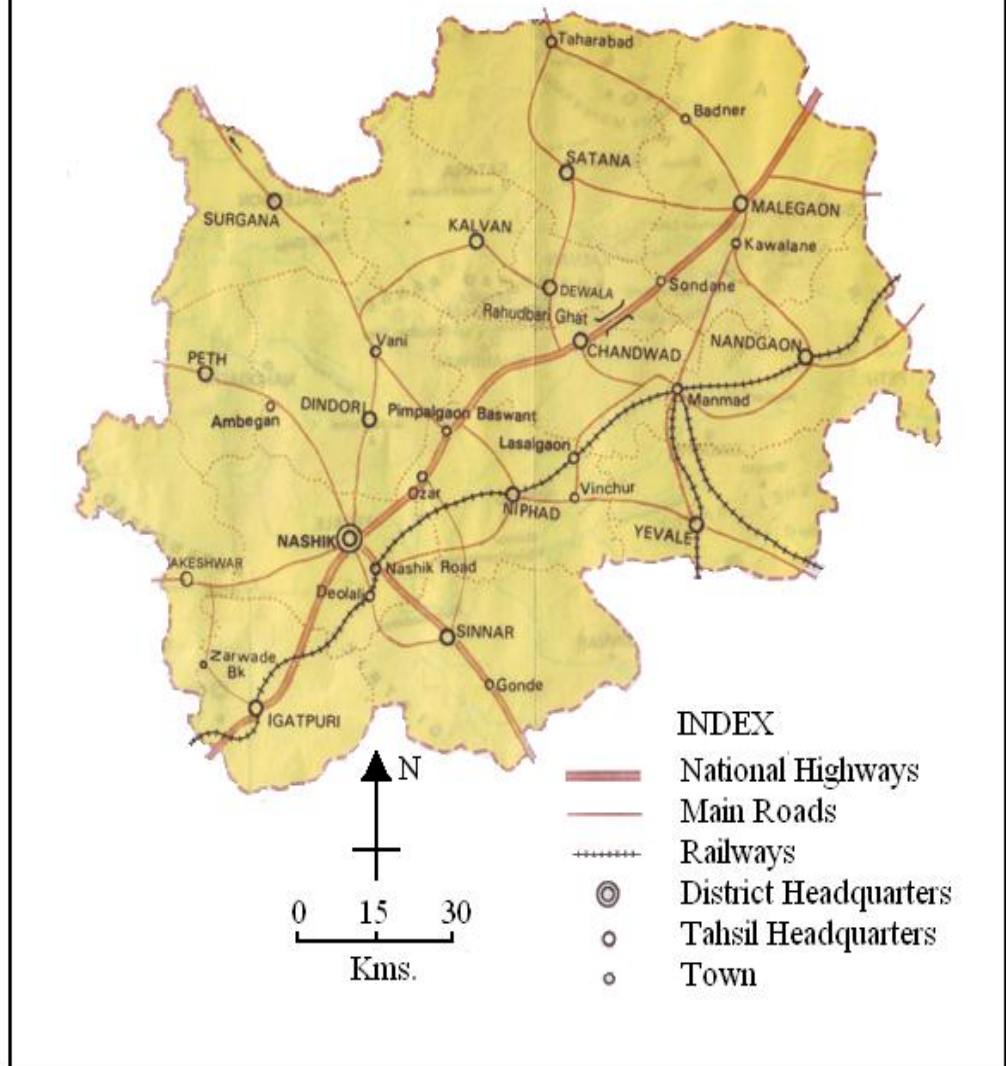 Taharabad
Badner
SATANA
MALEGAON
SURGANA
KALVAN
Kawalane
DEWALA
Sondane
Rahudbari Ghat
CHANDWAD
NANDGAON
Vani
PETH
Manmad
Ambegan
DINDORI
Pimpalgaon Baswant
Lasalgaon
Ozar
NIPHAD
Vinchur
YEVALE
NASHIK
AKESHWAR
Nashik Road
Deolali
SINNAR
Zarwade
Bk
Gonde
IGATPURI
N
0 15 30
Kms.
INDEX
National Highways
Main Roads
Railways
District Headquarters
Tahsil Headquarters
Town